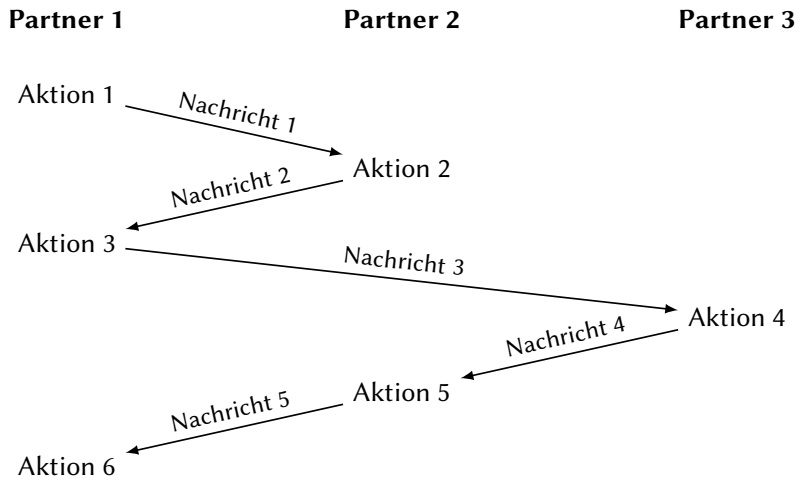 Partner 1 Partner 2 Partner 3
Aktion 1
Nachricht 1
Aktion 2
Nachricht 2
Aktion 3
Nachricht 3
Aktion 4
Nachricht 4
Aktion 5
Nachricht 5
Aktion 6